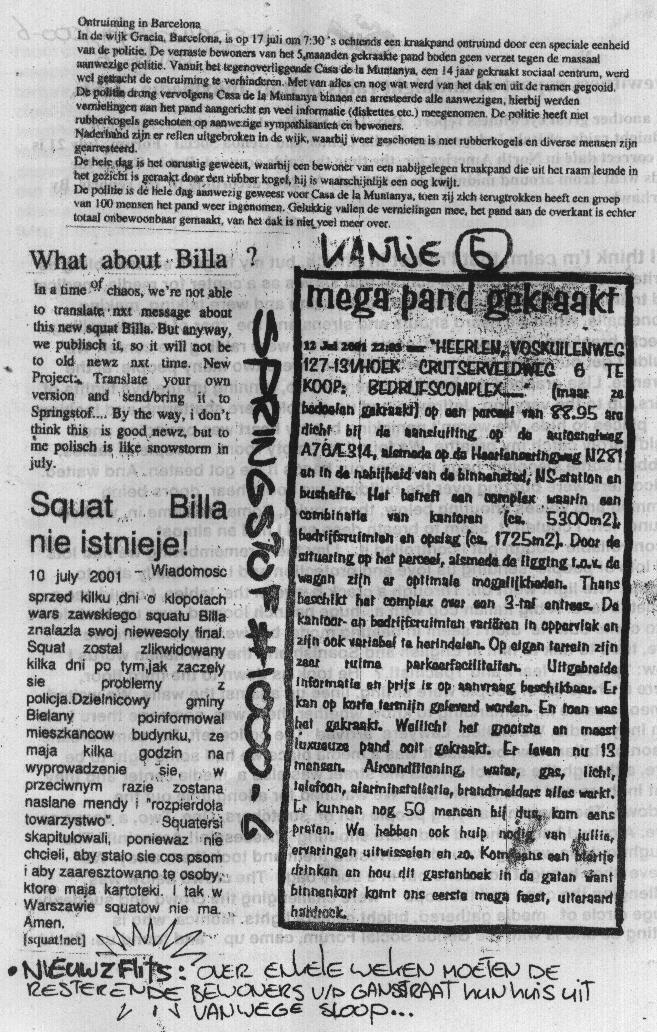 Ontruiming in Barcelona
In de wijk Gracia, Barcelona, is op 17 juli om 7:30 's ochtends een kraakpand ontruimd door een speciale eenheid
van de politie. De verraste bewoners van het 5 maanden gekraakte pand boden geen verzet tegen de massaal
aanwezige politie. Vanuit het tegenoverliggende Casa de la Muntanya, een 14 jaar gekraakt sociaal centrum, werd
wel getracht de ontruiming te verhinderen. Met van alles en nog wat werd van het dak en uit de ramen gegooid.
De politie drong vervolgens Casa de la Muntanya binnen en arresteerde alle aanwezigen, hierbij werden
vernielingen aan het pand aangericht en veel informatie (diskettes etc.) meegenomen. De politie heeft met
rubberkogels geschoten op aanwezige sympathisanten en bewoners.
Naderhand zijn er rellen uitgebroken in de wijk, waarbij weer geschoten is met rubberkogels en diverse mensen zijn
gearresteerd.
De hele dag is het onrustig geweest, waarbij een bewoner van een nabijgelegen kraakpand die uit het raam leunde in
het gezicht is geraakt door een rubber kogel, hij is waarschijnlijk een oog kwijt.
De politie is de hele dag aanwezig geweest voor Casa de la Muntanya, toen zij zich terugtrokken heeft een groep
van 100 mensen het pand weer ingenomen. Gelukkig vallen de vernielingen mee, het pand aan de overkant is echter
totaal onbewoonbaar gemaakt, van het dak is niet veel meer over.
What about Billa ?
In a time of chaos, we're not able
to translate nxt message about
this new squat Billa. But anyway,
we publisch it, so it will not be
to old newz nxt time. New
Project: Translate your own
version and send/bring it to
Springstof.... By the way, i don't
think this is good newz, but to
me polisch is like snowstorm in
july.
Squat Billa
nie istnieje!
10 july 2001 - Wiadomosc
sprzed kilku dni o klopotach
wars zawskiego squatu Billa
znalazla swoj niewesoly final.
Squat zostal zlikwidowany
kilka dni po tym,jak zaczely
sie problemy z
policja.Dzielnicowy gminy
Bielany poinformowal
mieszkancow budynku, ze
maja kilka godzin na
wyprowadzenie sie, w
przeciwnym razie zostana
naslane mendy i "rozpierdola
towarzystwo". Squatersi
skapitulowali, poniewaz nie
chcieli, aby stalo sie cos psom
i aby zaaresztowano te osoby,
ktore maja kartoteki. I tak w
Warszawie squatow nie ma.
Amen.
[squat!net]
SPRINGSTOF #1000-6
KANTJE 6
mega pand gekraakt
12 Jul 2001 22:03 uur "HEERLEN, VOSKUILENWEG
127-131/HOEK CRUTSERVELDWEG 6 TE
KOOP: BEDRIJFSCOMPLEX....." (maar ze
bedoelen gekraakt) op een perceel van 88.95 are
dicht bij de aansluiting op de autosnelweg
A76/E314, alsmede op de Heerlenseringweg N281
en in de nabijheid van de binnenstad, NS-station en
bushalte. Het betreft een complex waarin een
combinatie van kantoren (ca. 5300m2),
bedrijfsruimten en opslag (ca. 1725m2). Door de
situering op het perceel, alsmede de ligging t.o.v. de
wegen zijn er optimale mogelijkheden. Thans
beschikt het complex over een 3-tal entrees. De
kantoor- en bedrijfsruimten variëren in oppervlak en
zijn ook variabel te herindelen. Op eigen terrein zijn
zeer ruime parkeerfaciliteiten. Uitgebreide
informatie en prijs is op aanvraag beschikbaar. Er
kan op korte termijn geleverd worden. En toen was
het gekraakt. Wellicht het grootste en meest
luxueuze pand ooit gekraakt. Er leven nu 13
mensen. Airconditioning, water, gas, licht,
telefoon, alarminstallatie, brandmelders alles werkt.
Er kunnen nog 50 mensen bij dus, kom eens
praten. We hebben ook hulp nodig van jullie,
ervaringen uitwisselen en zo. Kom eens een biertje
drinken en hou dit gastenboek in de gaten want
binnenkort komt ons eerste mega feest, uiteraard
hardrock.
• NIEUWZFLITS: OVER ENKELE WEKEN MOETEN DE
RESTERENDE BEWONERS V/D GANSTRAAT HUN HUIS UIT
VANWEGE SLOOP...